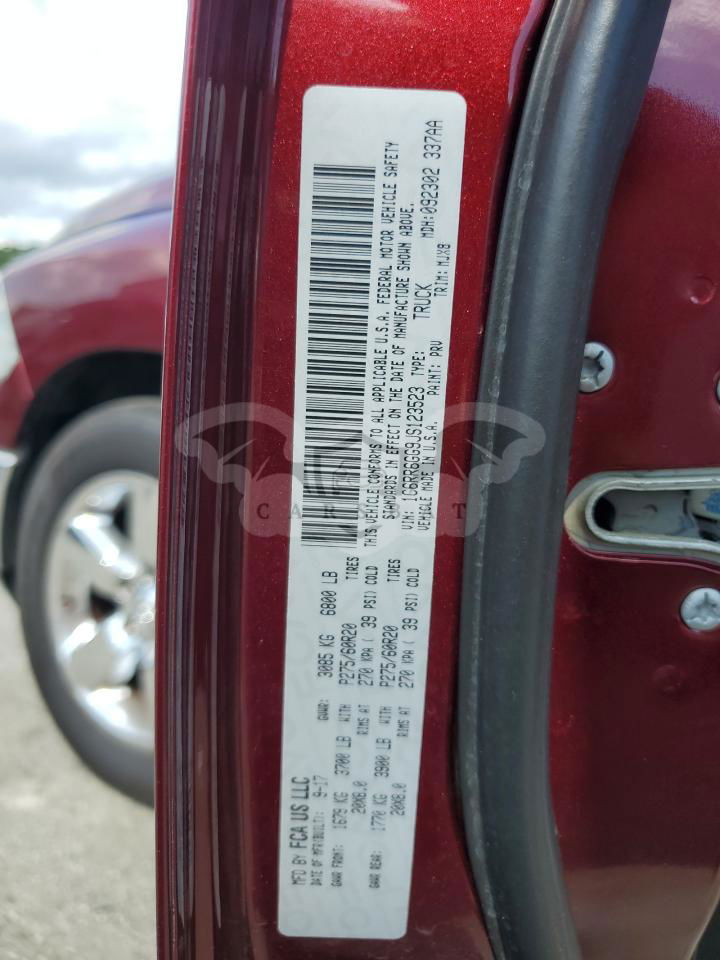 MFD BY FCA US LLC
DATE OF MFR(BUILT): 9-17 GVWR: 3085 KG 6800 LB
GAWR FRONT: 1679 KG 3700 LB WITH P275/60R20 TIRES
20X8.0 RIMS AT 270 KPA ( 39 PSI) COLD
GAWR REAR: 1770 KG 3900 LB WITH P275/60R20 TIRES
20X8.0 RIMS AT 270 KPA ( 39 PSI) COLD
THIS VEHICLE CONFORMS TO ALL APPLICABLE U.S.A. FEDERAL MOTOR VEHICLE SAFETY
STANDARDS IN EFFECT ON THE DATE OF MANUFACTURE SHOWN ABOVE.
VIN: 1C6RR6GG9JS123523 TYPE: TRUCK MDH:092302 337AA
VEHICLE MADE IN U.S.A. PAINT: PRV TRIM: MJX8